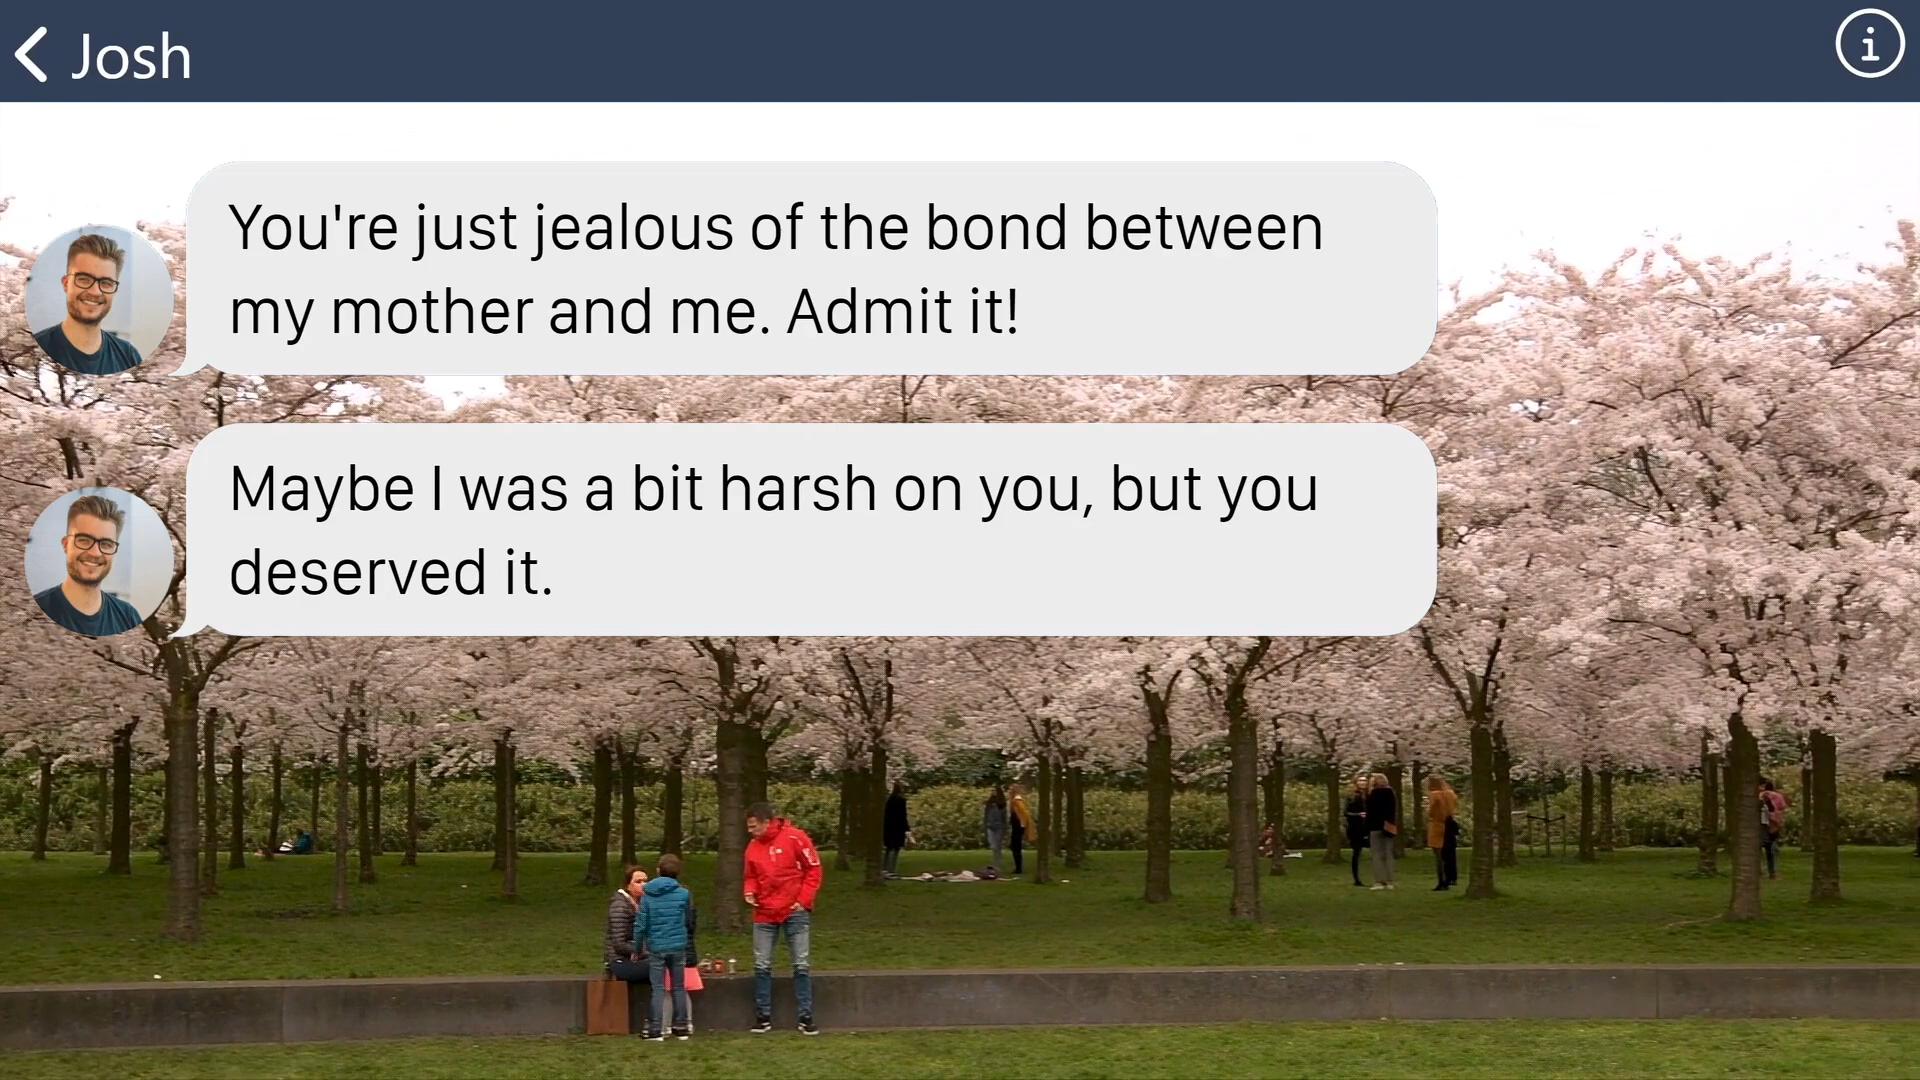 Josh
You're just jealous of the bond between
my mother and me. Admit it!
Maybe I was a bit harsh on you, but you
deserved it.